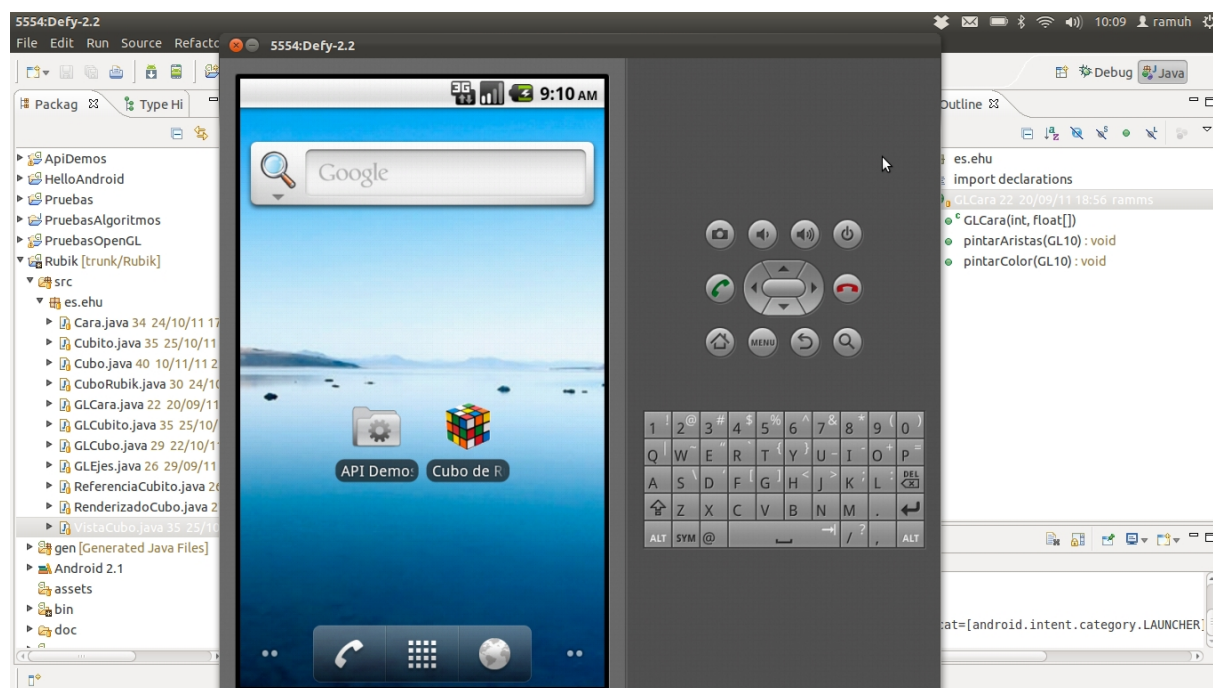 5554:Defy-2.2
10:09 ramuh
File Edit Run Source Refacto
5554:Defy-2.2
Debug Java
Packag Type Hi
ApiDemos
HelloAndroid
Pruebas
PruebasAlgoritmos
PruebasOpenGL
Rubik [trunk/Rubik]
src
es.ehu
Cara.java 34 24/10/11 17
Cubito.java 35 25/10/11
Cubo.java 40 10/11/11 2
CuboRubik.java 30 24/10
GLCara.java 22 20/09/11
GLCubito.java 35 25/10/
GLCubo.java 29 22/10/1
GLEjes.java 26 29/09/11
ReferenciaCubito.java 26
RenderizadoCubo.java 2
VistaCubo.java 35 25/10
gen [Generated Java Files]
Android 2.1
assets
bin
doc
3G 9:10 AM
Google
API Demos
Cubo de R
MENU
1 ! 2 @ 3 # 4 $ 5 % 6 ^ 7 & 8 * 9 ( 0 )
Q | W ~ E " R ` T { Y } U - I - O + P =
A S \ D ' F [ G ] H < J > K ; L : DEL
Z X C V B N M .
ALT SYM @ / ? , ALT
Outline
es.ehu
import declarations
GLCara 22 20/09/11 18:56 ramms
GLCara(int, float[])
pintarAristas(GL10) : void
pintarColor(GL10) : void
cat=[android.intent.category.LAUNCHER]